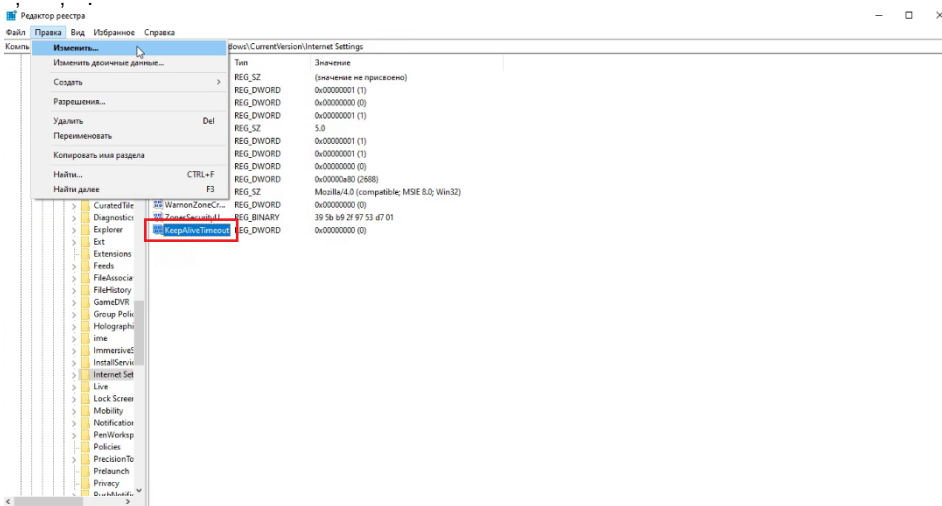 Редактор реестра
Файл Правка Вид Избранное Справка
Компь
dows\CurrentVersion\Internet Settings
Изменить...
Изменить двоичные данные...
Создать
Разрешения...
Удалить Del
Переименовать
Копировать имя раздела
Найти... CTRL+F
Найти далее F3
Тип Значение
REG_SZ (значение не присвоено)
REG_DWORD 0x00000001 (1)
REG_DWORD 0x00000000 (0)
REG_DWORD 0x00000001 (1)
REG_SZ 5.0
REG_DWORD 0x00000001 (1)
REG_DWORD 0x00000001 (1)
REG_DWORD 0x00000000 (0)
REG_DWORD 0x00000a80 (2688)
REG_SZ Mozilla/4.0 (compatible; MSIE 8.0; Win32)
WarnonZoneCr... REG_DWORD 0x00000000 (0)
ZonesSecurityU... REG_BINARY 39 5b b9 2f 97 53 d7 01
KeepAliveTimeout REG_DWORD 0x00000000 (0)
CuratedTile
Diagnostics
Explorer
Ext
Extensions
Feeds
FileAssocia
FileHistory
GameDVR
Group Polic
Holographi
ime
ImmersiveS
InstallServic
Internet Set
Live
Lock Screen
Mobility
Notification
PenWorksp
Policies
PrecisionTo
Prelaunch
Privacy
PushNotific